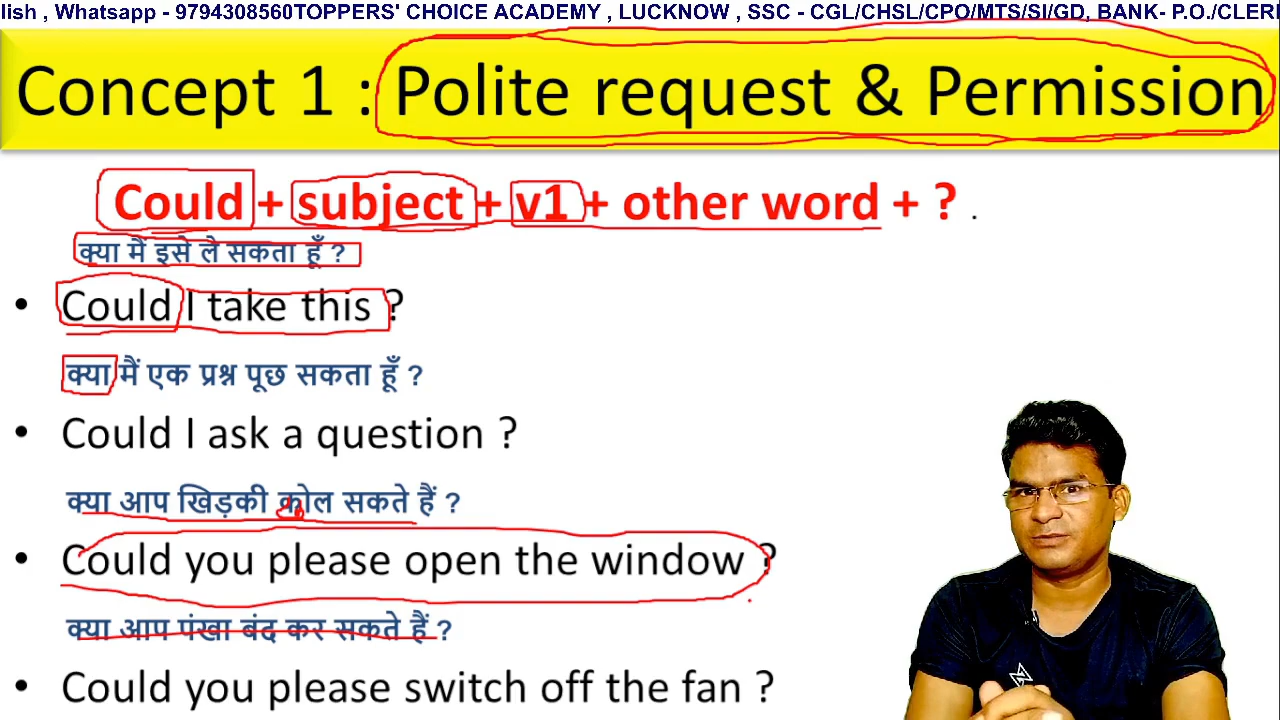 lish , Whatsapp - 9794308560TOPPERS' CHOICE ACADEMY , LUCKNOW , SSC - CGL/CHSL/CPO/MTS/SI/GD, BANK- P.O./CLERI
Concept 1 : Polite request & Permission
Could + subject + v1 + other word + ? .
क्या मैं इसे ले सकता हूँ ?
• Could I take this ?
क्या मैं एक प्रश्न पूछ सकता हूँ ?
• Could I ask a question ?
क्या आप खिड़की कोल सकते हैं ?
• Could you please open the window ?
क्या आप पंखा बंद कर सकते हैं ?
• Could you please switch off the fan ?